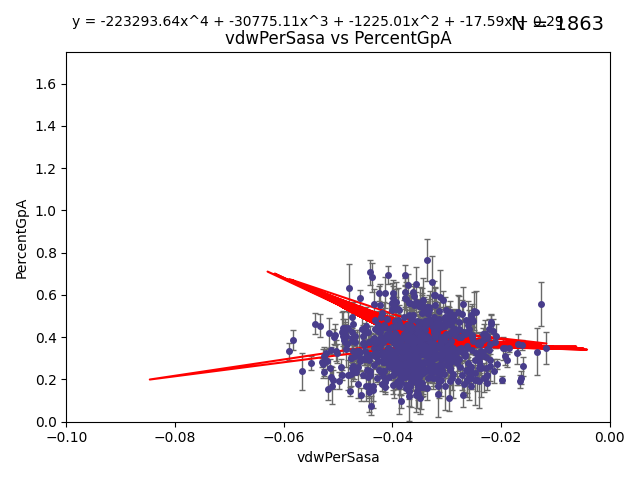 y = -223293.64x^4 + -30775.11x^3 + -1225.01x^2 + -17.59x + 0.29
N = 1863
vdwPerSasa vs PercentGpA
PercentGpA
1.6
1.4
1.2
1.0
0.8
0.6
0.4
0.2
0.0
−0.10 −0.08 −0.06 −0.04 −0.02 0.00
vdwPerSasa